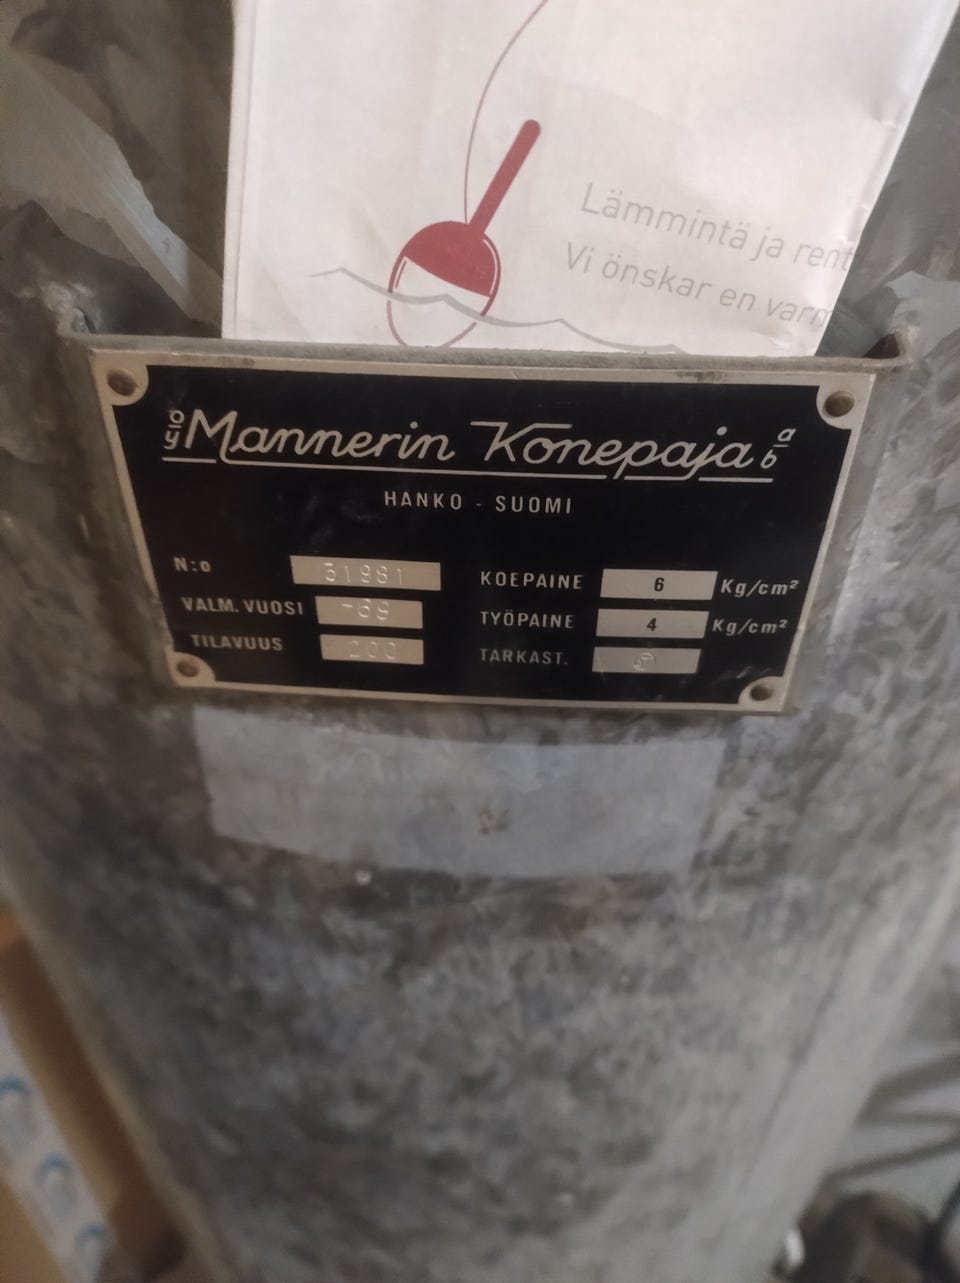 Lämmintä ja rent
Vi önskar en varm
oy Mannerin Konepaja ab
HANKO - SUOMI
N:o 31981
VALM. VUOSI -69
TILAVUUS 200
KOEPAINE 6 Kg/cm²
TYÖPAINE 4 Kg/cm²
TARKAST.